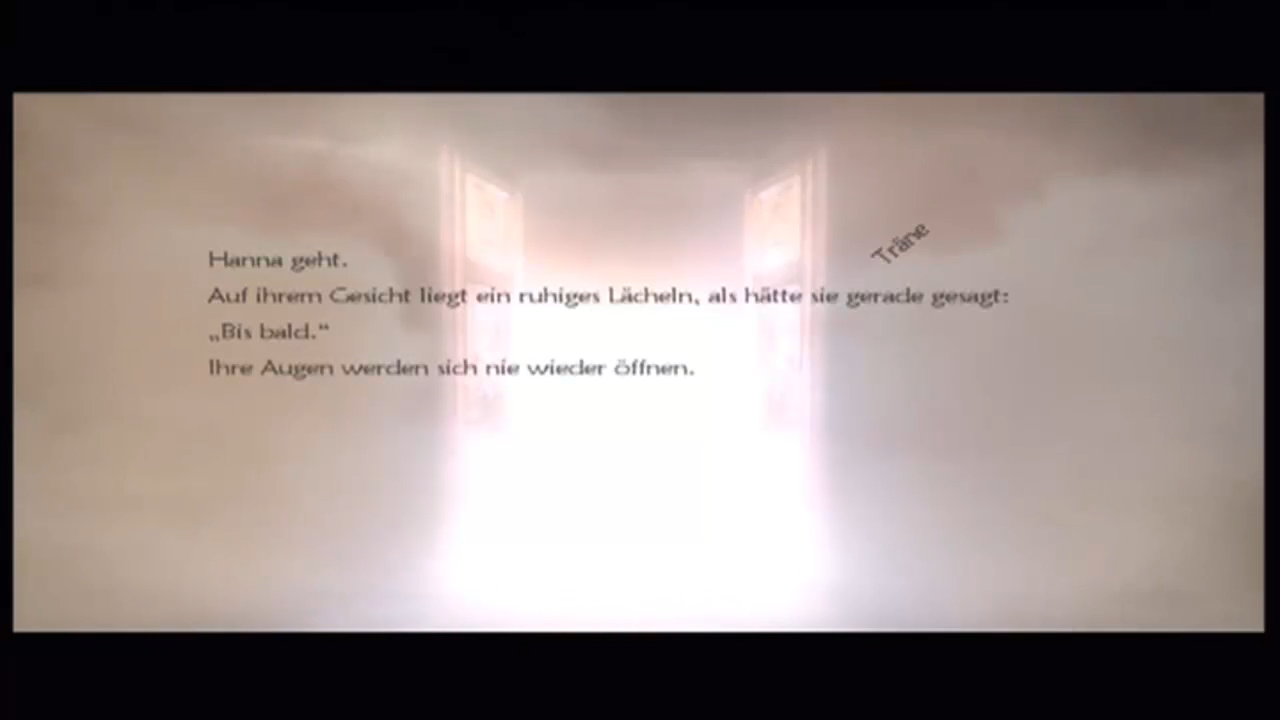 Träne
Hanna geht.
Auf ihrem Gesicht liegt ein ruhiges Lächeln, als hätte sie gerade gesagt:
„Bis bald.“
Ihre Augen werden sich nie wieder öffnen.